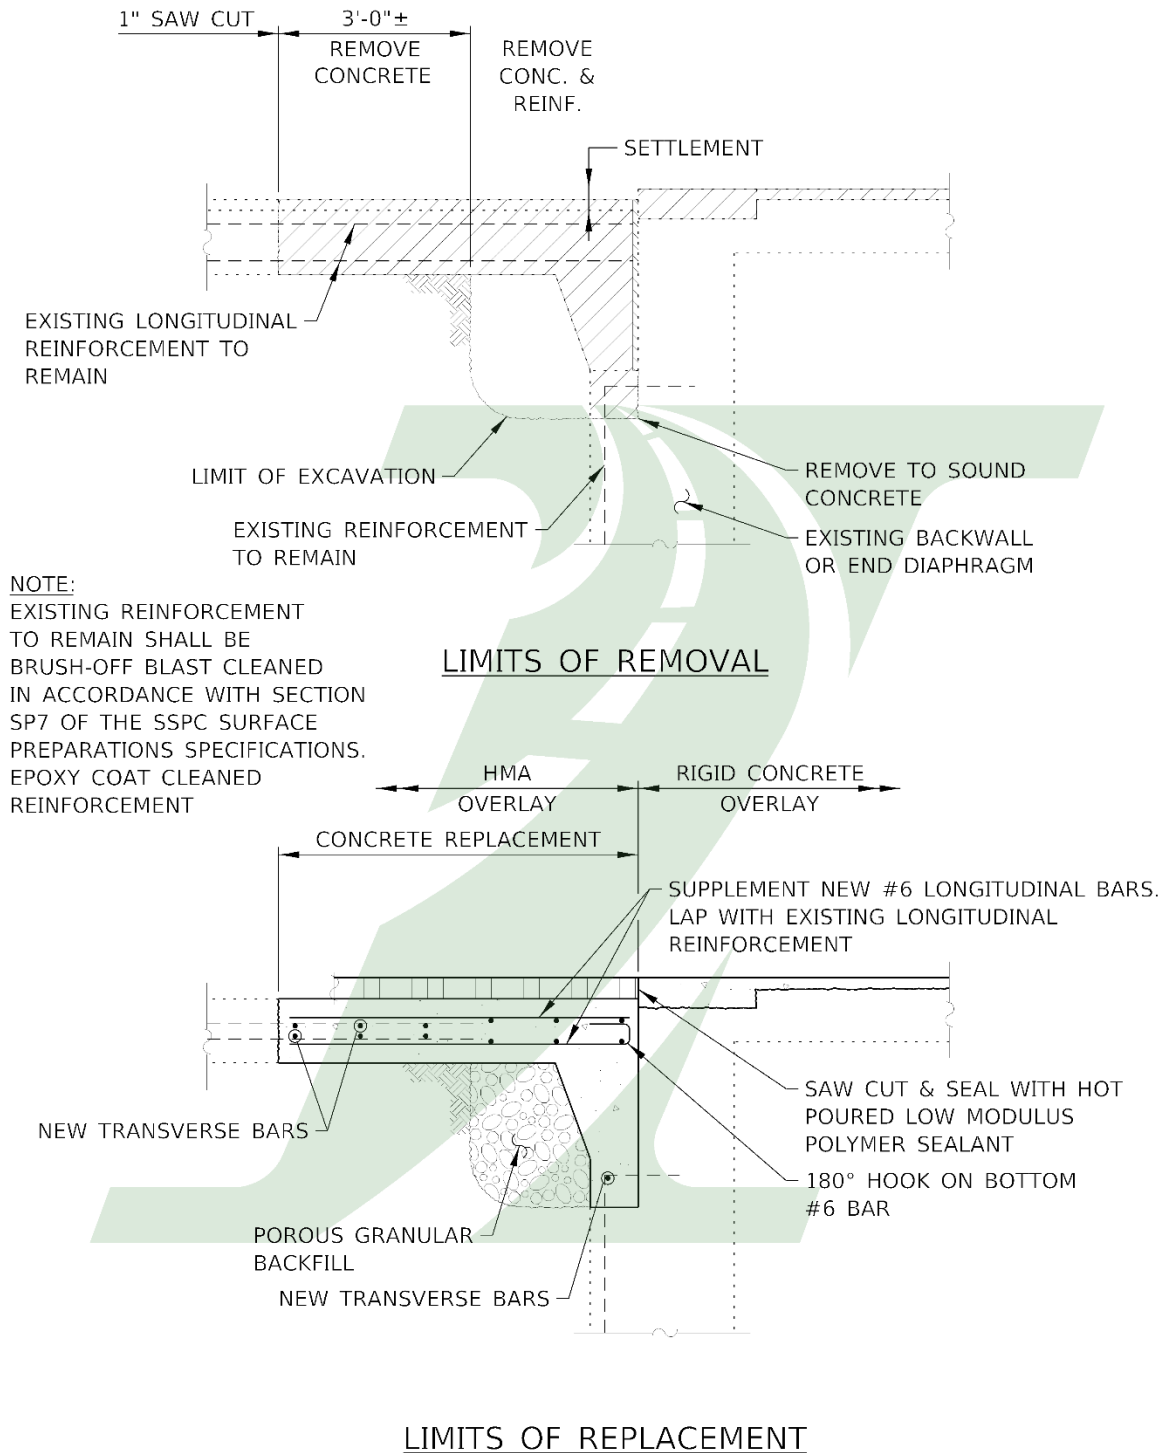 1" SAW CUT
3'-0"±
REMOVE
CONCRETE
REMOVE
CONC. &
REINF.
SETTLEMENT
EXISTING LONGITUDINAL
REINFORCEMENT TO
REMAIN
LIMIT OF EXCAVATION
EXISTING REINFORCEMENT
TO REMAIN
REMOVE TO SOUND
CONCRETE
EXISTING BACKWALL
OR END DIAPHRAGM
NOTE:
EXISTING REINFORCEMENT
TO REMAIN SHALL BE
BRUSH-OFF BLAST CLEANED
IN ACCORDANCE WITH SECTION
SP7 OF THE SSPC SURFACE
PREPARATIONS SPECIFICATIONS.
EPOXY COAT CLEANED
REINFORCEMENT
LIMITS OF REMOVAL
HMA
OVERLAY
RIGID CONCRETE
OVERLAY
CONCRETE REPLACEMENT
SUPPLEMENT NEW #6 LONGITUDINAL BARS.
LAP WITH EXISTING LONGITUDINAL
REINFORCEMENT
SAW CUT & SEAL WITH HOT
POURED LOW MODULUS
POLYMER SEALANT
NEW TRANSVERSE BARS
180° HOOK ON BOTTOM
#6 BAR
POROUS GRANULAR
BACKFILL
NEW TRANSVERSE BARS
LIMITS OF REPLACEMENT